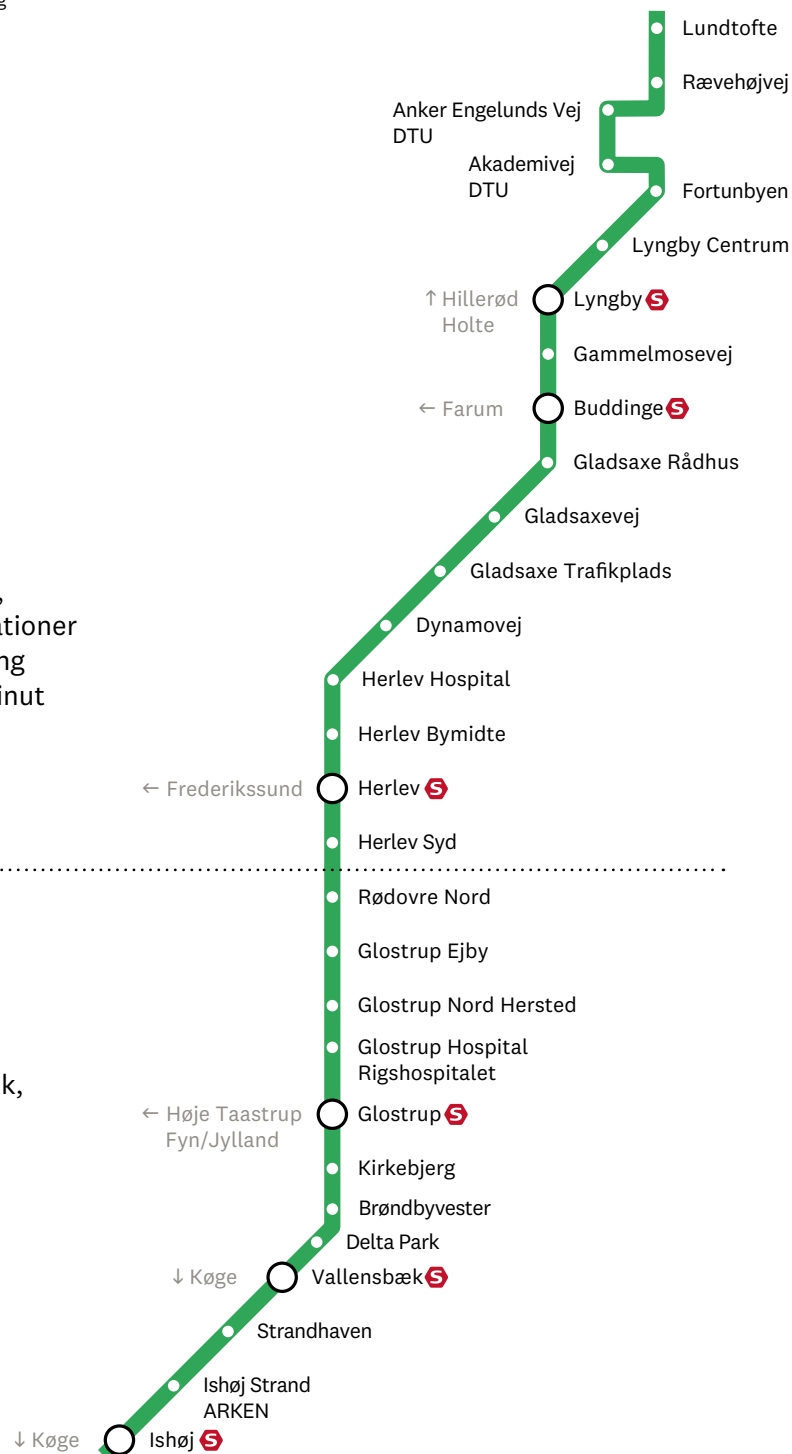 g
Lundtofte
Rævehøjvej
Anker Engelunds Vej
DTU
Akademivej
DTU
Fortunbyen
Lyngby Centrum
↑ Hillerød
Holte
Lyngby S
Gammelmosevej
← Farum
Buddinge S
Gladsaxe Rådhus
Gladsaxevej
Gladsaxe Trafikplads
,
ationer
Dynamovej
ng
inut
Herlev Hospital
Herlev Bymidte
← Frederikssund
Herlev S
Herlev Syd
Rødovre Nord
Glostrup Ejby
Glostrup Nord Hersted
Glostrup Hospital
Rigshospitalet
k,
← Høje Taastrup
Fyn/Jylland
Glostrup S
Kirkebjerg
Brøndbyvester
Delta Park
↓ Køge
Vallensbæk S
Strandhaven
Ishøj Strand
ARKEN
↓ Køge
Ishøj S